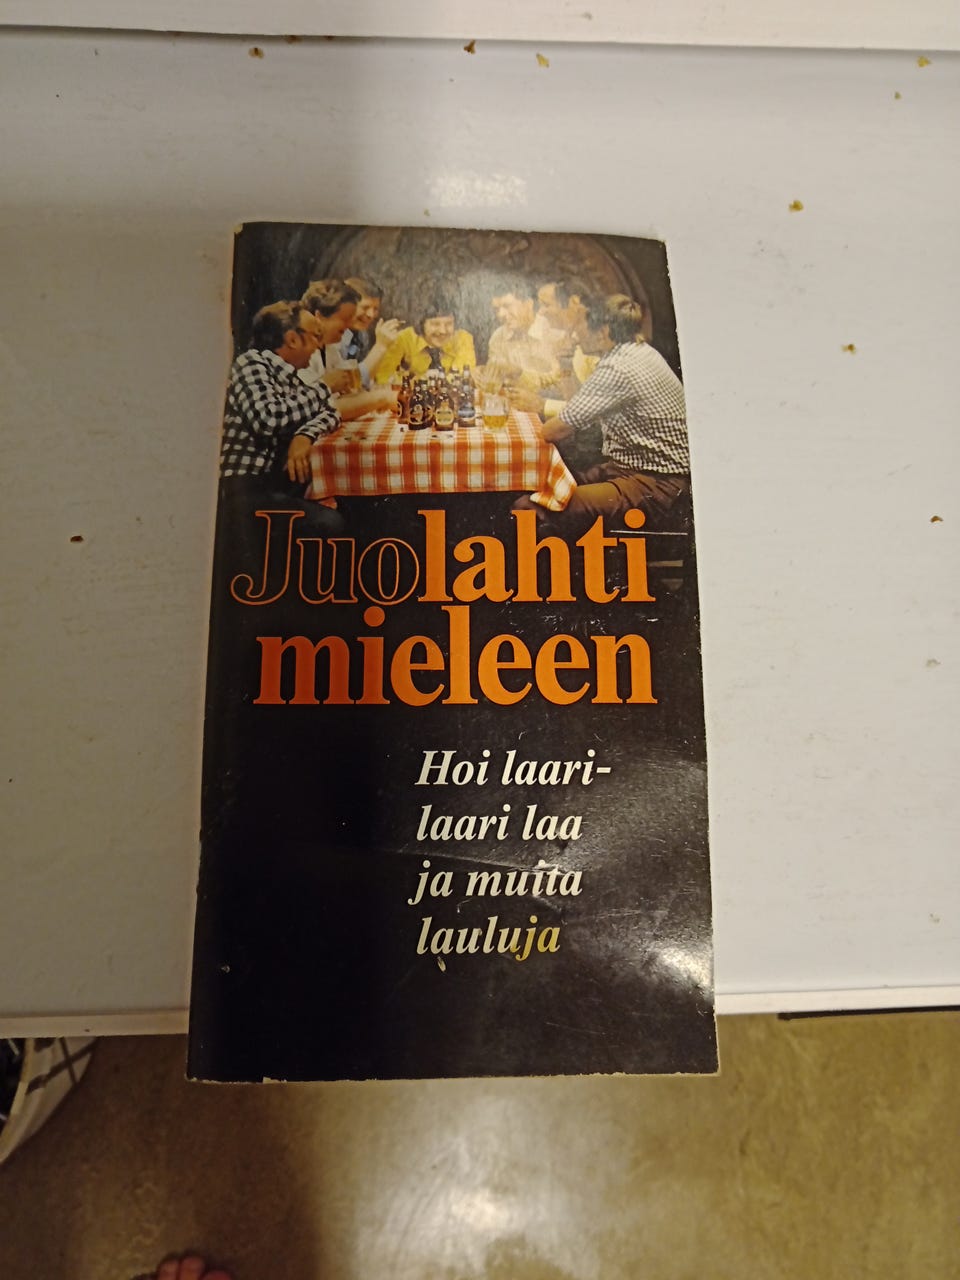 Juolahti
mieleen
Hoi laari-
laari laa
ja muita
lauluja